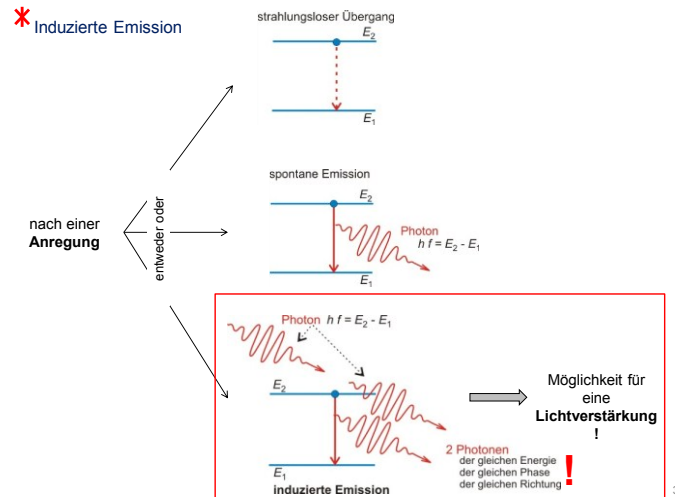 * Induzierte Emission
strahlungsloser Übergang
E2
E1
nach einer
Anregung
entweder oder
spontane Emission
E2
Photon
h f = E2 - E1
E1
Photon h f = E2 - E1
E2
2 Photonen
der gleichen Energie
der gleichen Phase
der gleichen Richtung
!
E1
induzierte Emission
Möglichkeit für
eine
Lichtverstärkung
!